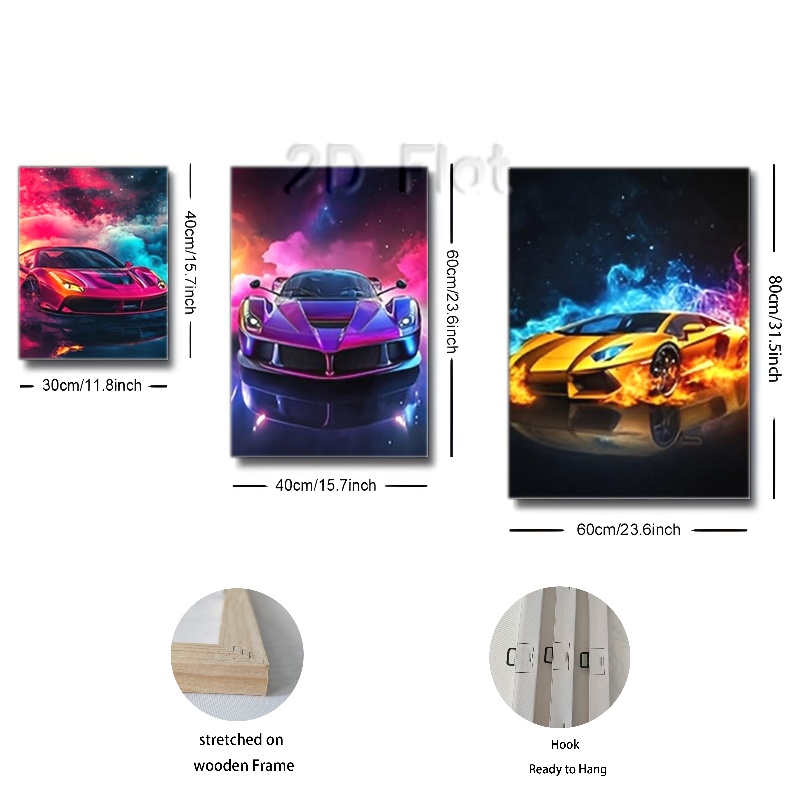 2D Flat
40cm/15.7inch
60cm/23.6inch
80cm/31.5inch
30cm/11.8inch
40cm/15.7inch
60cm/23.6inch
stretched on
wooden Frame
Hook
Ready to Hang